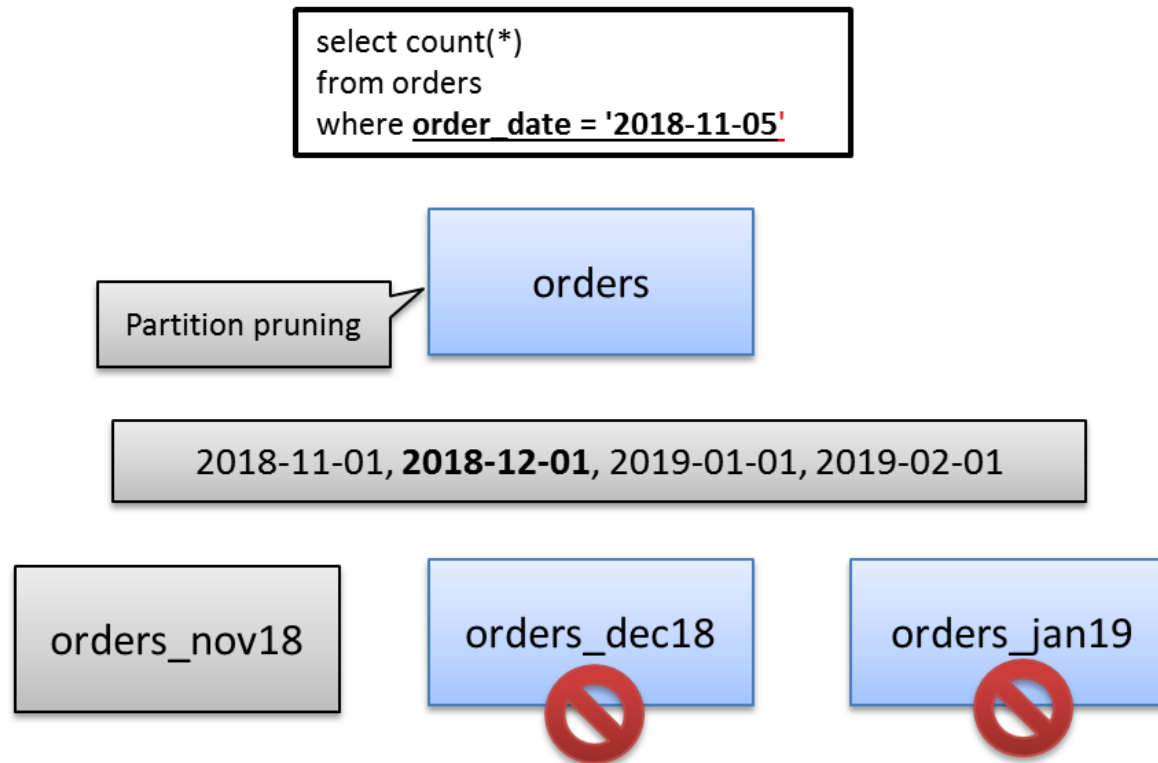 select count(*)
from orders
where order_date = '2018-11-05'
orders
Partition pruning
2018-11-01, 2018-12-01, 2019-01-01, 2019-02-01
orders_nov18
orders_dec18
orders_jan19